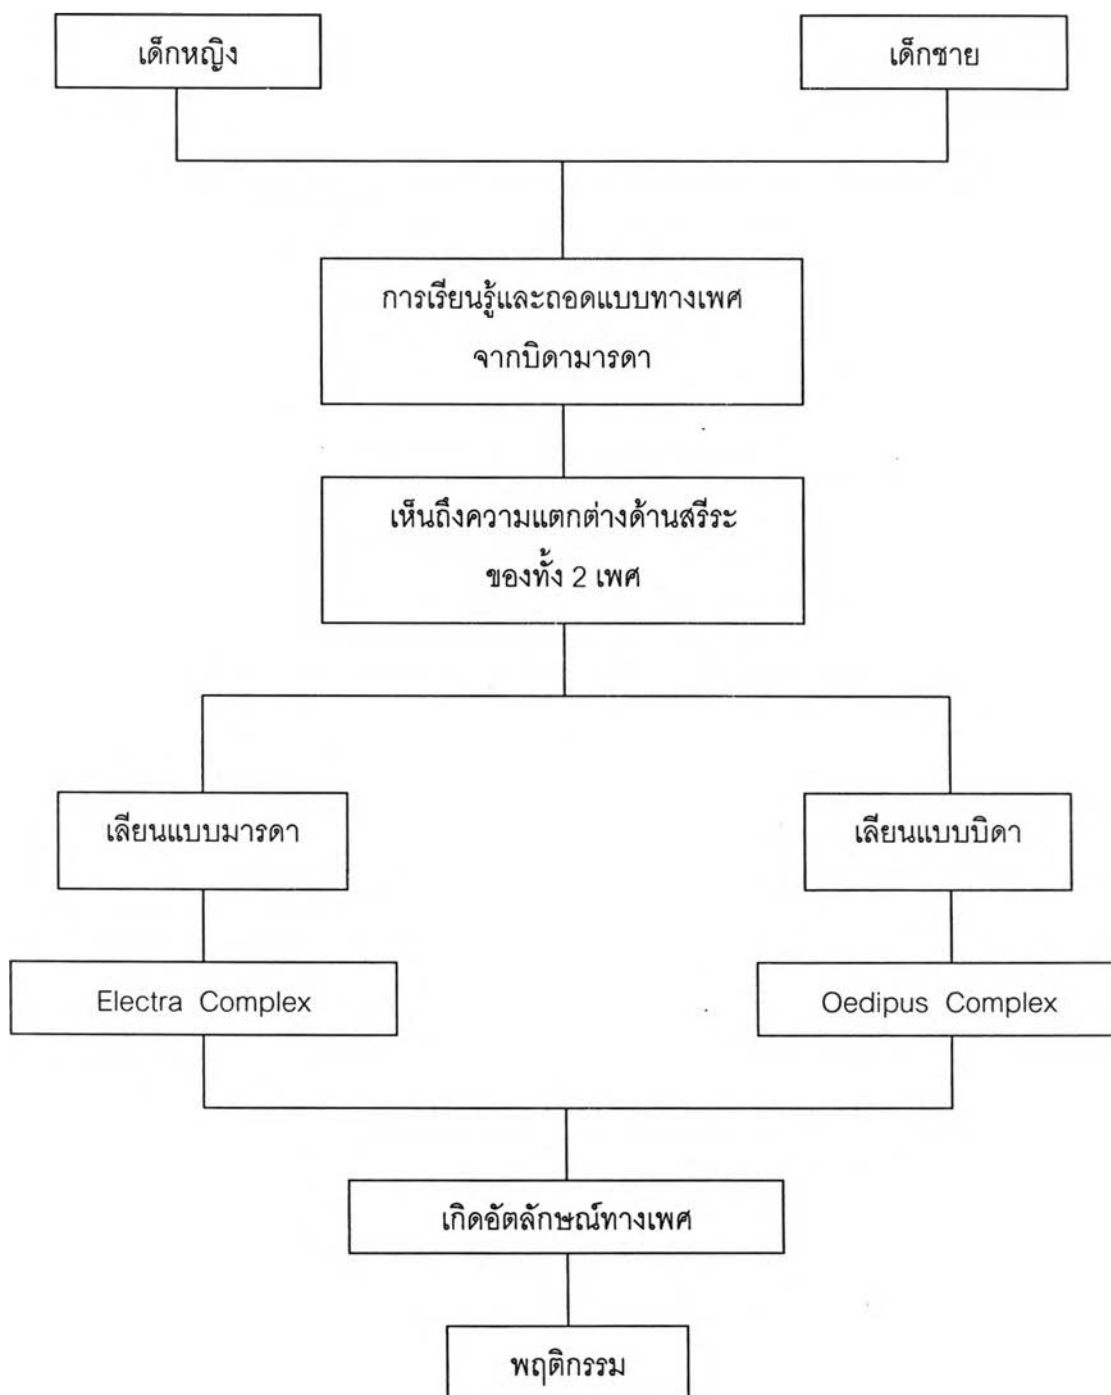 เด็กหญิง
เด็กชาย
การเรียนรู้และถอดแบบทางเพศ
จากบิดามารดา
เห็นถึงความแตกต่างด้านสรีระ
ของทั้ง 2 เพศ
เลียนแบบมารดา
เลียนแบบบิดา
Electra Complex
Oedipus Complex
เกิดอัตลักษณ์ทางเพศ
พฤติกรรม